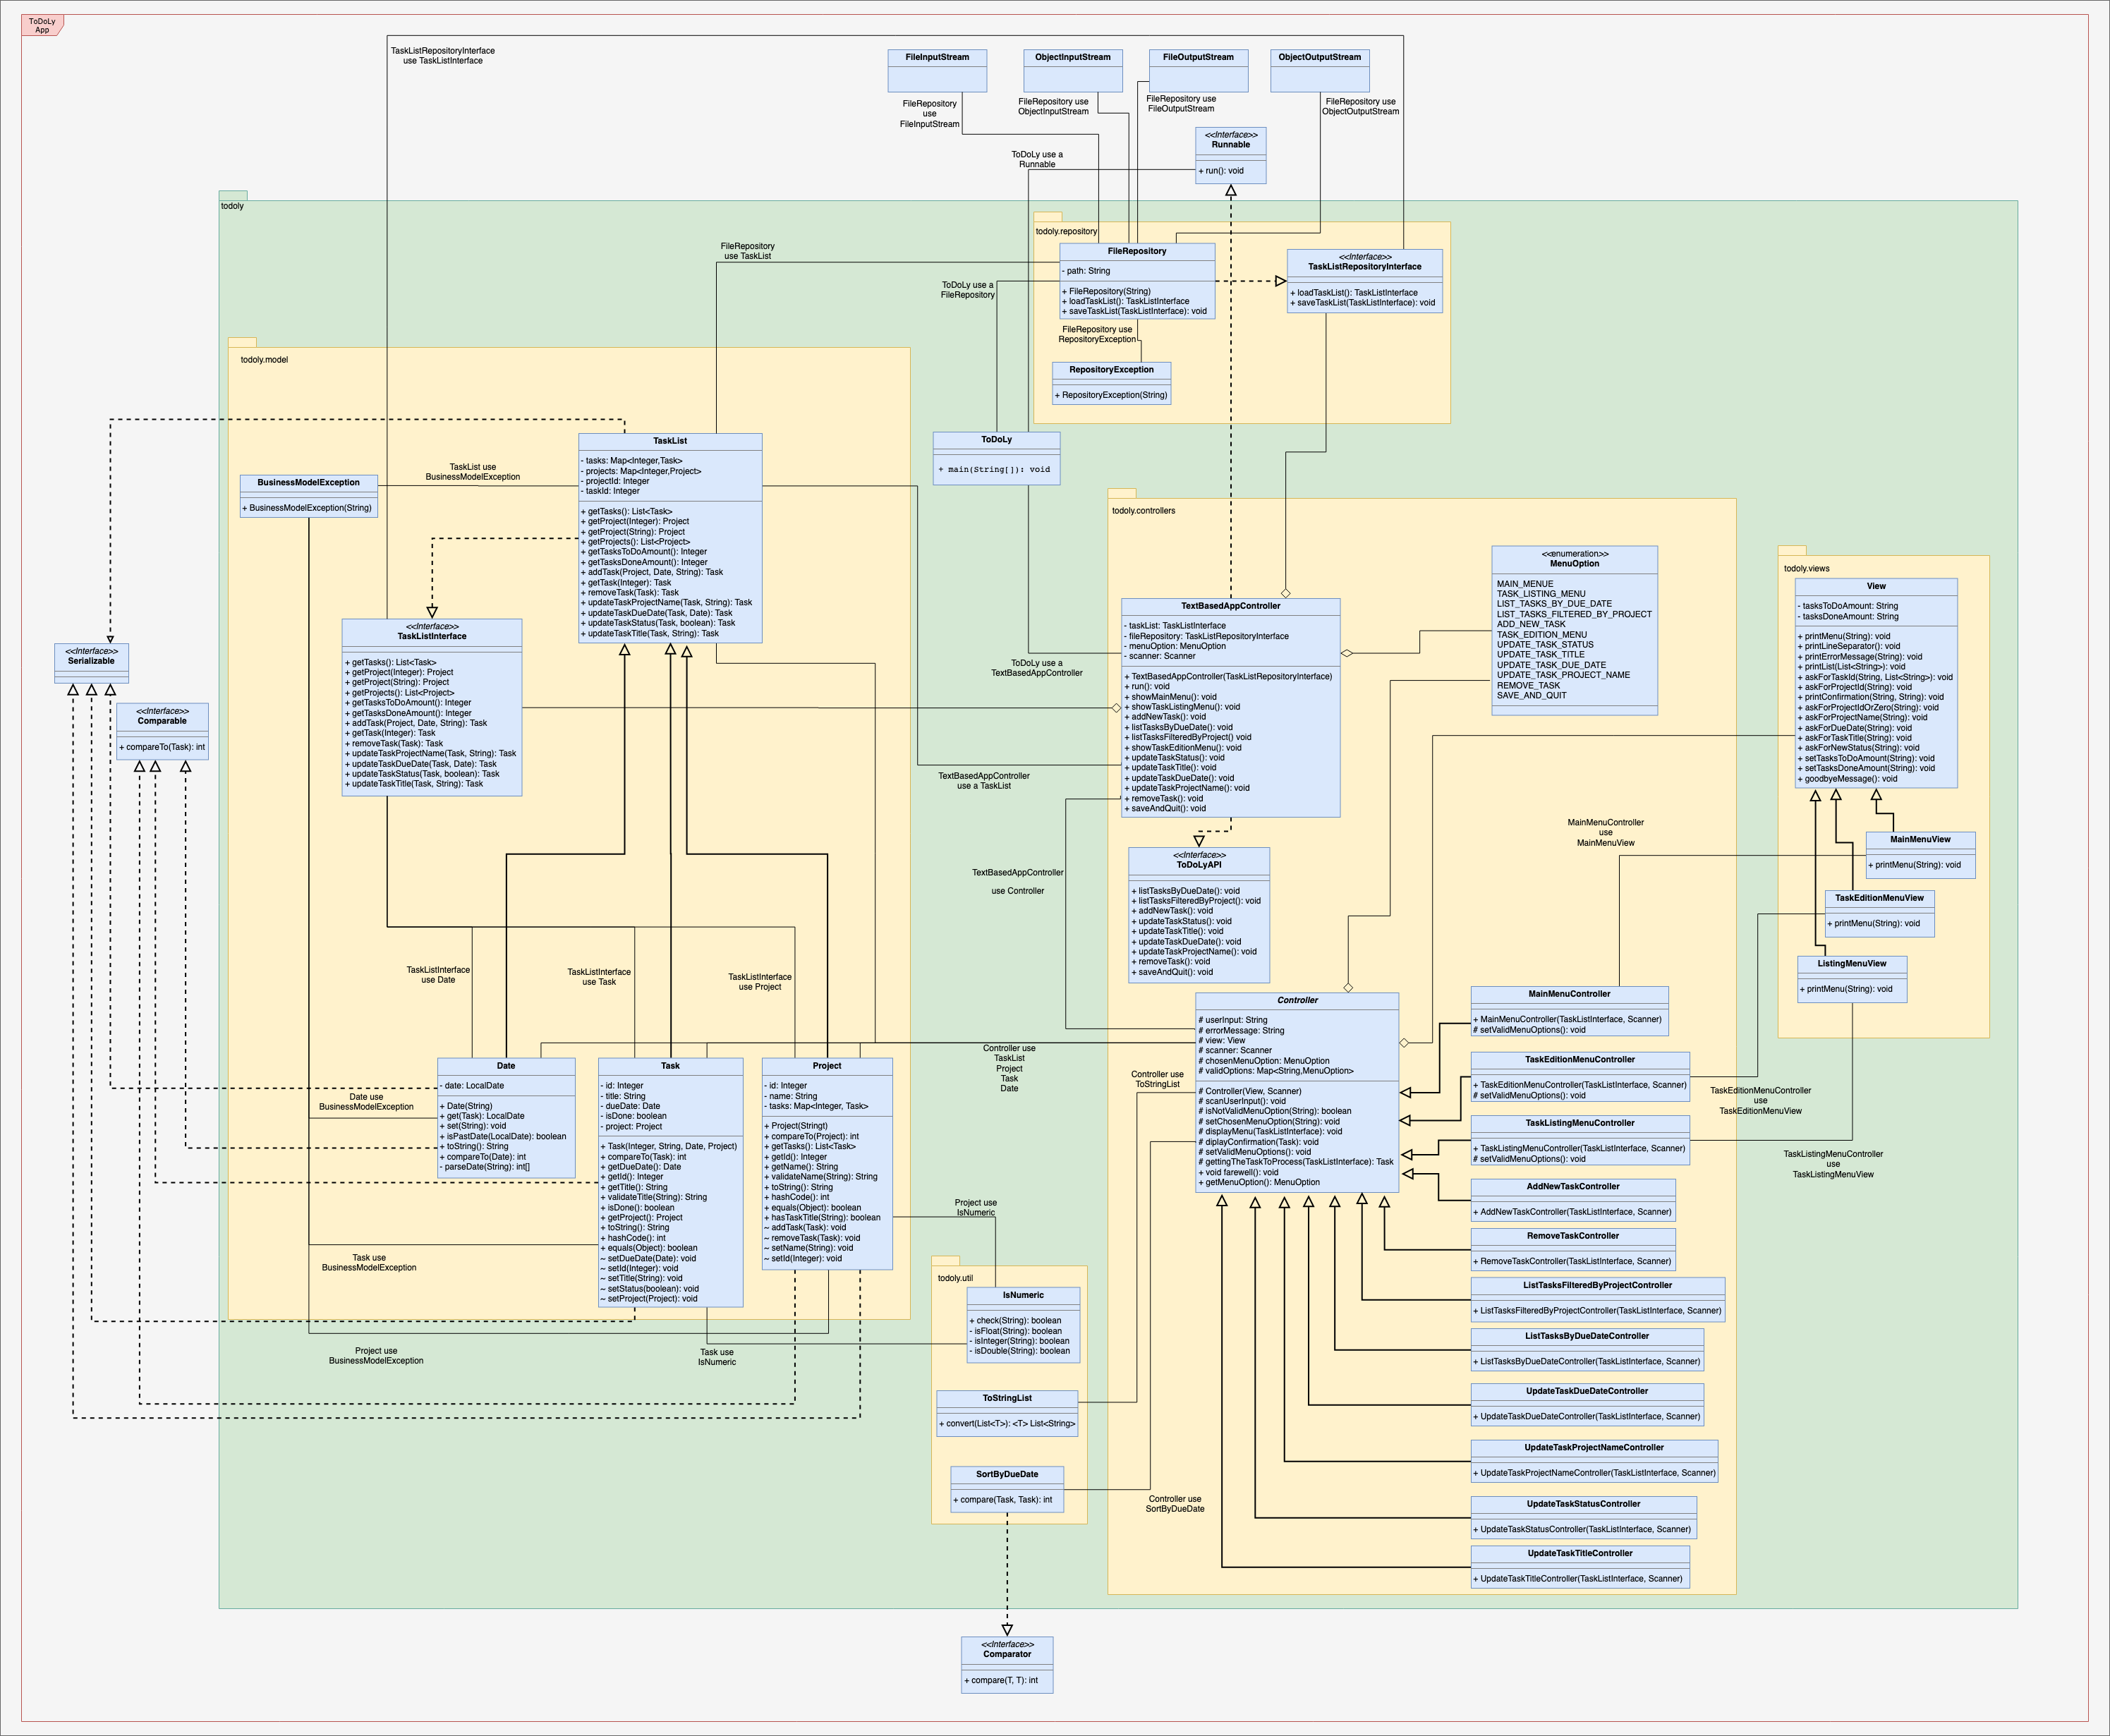 ToDoLy
App
TaskListRepositoryInterface
use TaskListInterface
FileInputStream
ObjectInputStream
FileOutputStream
ObjectOutputStream
FileRepository
use
FileInputStream
FileRepository use
ObjectInputStream
FileRepository use
FileOutputStream
FileRepository use
ObjectOutputStream
<<Interface>>
Runnable
+ run(): void
ToDoLy use a
Runnable
todoly
todoly.repository
FileRepository
- path: String
+ FileRepository(String)
+ loadTaskList(): TaskListInterface
+ saveTaskList(TaskListInterface): void
<<Interface>>
TaskListRepositoryInterface
+ loadTaskList(): TaskListInterface
+ saveTaskList(TaskListInterface): void
FileRepository
use TaskList
ToDoLy use a
FileRepository
FileRepository use
RepositoryException
RepositoryException
+ RepositoryException(String)
todoly.model
TaskList
- tasks: Map<Integer,Task>
- projects: Map<Integer,Project>
- projectId: Integer
- taskId: Integer
+ getTasks(): List<Task>
+ getProject(Integer): Project
+ getProject(String): Project
+ getProjects(): List<Project>
+ getTasksToDoAmount(): Integer
+ getTasksDoneAmount(): Integer
+ addTask(Project, Date, String): Task
+ getTask(Integer): Task
+ removeTask(Task): Task
+ updateTaskProjectName(Task, String): Task
+ updateTaskDueDate(Task, Date): Task
+ updateTaskStatus(Task, boolean): Task
+ updateTaskTitle(Task, String): Task
TaskList use
BusinessModelException
BusinessModelException
+ BusinessModelException(String)
ToDoLy
+ main(String[]): void
<<Interface>>
TaskListInterface
+ getTasks(): List<Task>
+ getProject(Integer): Project
+ getProject(String): Project
+ getProjects(): List<Project>
+ getTasksToDoAmount(): Integer
+ getTasksDoneAmount(): Integer
+ addTask(Project, Date, String): Task
+ getTask(Integer): Task
+ removeTask(Task): Task
+ updateTaskProjectName(Task, String): Task
+ updateTaskDueDate(Task, Date): Task
+ updateTaskStatus(Task, boolean): Task
+ updateTaskTitle(Task, String): Task
<<Interface>>
Serializable
<<Interface>>
Comparable
+ compareTo(Task): int
todoly.controllers
TextBasedAppController
- taskList: TaskListInterface
- fileRepository: TaskListRepositoryInterface
- menuOption: MenuOption
- scanner: Scanner
+ TextBasedAppController(TaskListRepositoryInterface)
+ run(): void
+ showMainMenu(): void
+ showTaskListingMenu(): void
+ addNewTask(): void
+ listTasksByDueDate(): void
+ listTasksFilteredByProject(): void
+ showTaskEditionMenu(): void
+ updateTaskStatus(): void
+ updateTaskTitle(): void
+ updateTaskDueDate(): void
+ updateTaskProjectName(): void
+ removeTask(): void
+ saveAndQuit(): void
ToDoLy use a
TextBasedAppController
TextBasedAppController
use a TaskList
TextBasedAppController
use Controller
<<enumeration>>
MenuOption
MAIN_MENUE
TASK_LISTING_MENU
LIST_TASKS_BY_DUE_DATE
LIST_TASKS_FILTERED_BY_PROJECT
ADD_NEW_TASK
TASK_EDITION_MENU
UPDATE_TASK_STATUS
UPDATE_TASK_TITLE
UPDATE_TASK_DUE_DATE
UPDATE_TASK_PROJECT_NAME
REMOVE_TASK
SAVE_AND_QUIT
todoly.views
View
- tasksToDoAmount: String
- tasksDoneAmount: String
+ printMenu(String): void
+ printLineSeparator(): void
+ printErrorMessage(String): void
+ printList(List<String>): void
+ askForTaskId(String, List<String>): void
+ askForProjectId(String): void
+ printConfirmation(String, String): void
+ askForProjectIdOrZero(String): void
+ askForProjectName(String): void
+ askForDueDate(String): void
+ askForTaskTitle(String): void
+ askForNewStatus(String): void
+ setTasksToDoAmount(String): void
+ setTasksDoneAmount(String): void
+ goodbyeMessage(): void
MainMenuController
use
MainMenuView
MainMenuView
+ printMenu(String): void
TaskEditionMenuView
+ printMenu(String): void
ListingMenuView
+ printMenu(String): void
<<Interface>>
ToDoLyAPI
+ listTasksByDueDate(): void
+ listTasksFilteredByProject(): void
+ addNewTask(): void
+ updateTaskStatus(): void
+ updateTaskTitle(): void
+ updateTaskDueDate(): void
+ updateTaskProjectName(): void
+ removeTask(): void
+ saveAndQuit(): void
TaskListInterface
use Date
TaskListInterface
use Task
TaskListInterface
use Project
Controller
# userInput: String
# errorMessage: String
# view: View
# scanner: Scanner
# chosenMenuOption: MenuOption
# validOptions: Map<String,MenuOption>
# Controller(View, Scanner)
# scanUserInput(): void
# isNotValidMenuOption(String): boolean
# setChosenMenuOption(String): void
# displayMenu(TaskListInterface): void
# diplayConfirmation(Task): void
# setValidMenuOptions(): void
# gettingTheTaskToProcess(TaskListInterface): Task
+ void farewell(): void
+ getMenuOption(): MenuOption
Controller use
TaskList
Project
Task
Date
Controller use
ToStringList
MainMenuController
+ MainMenuController(TaskListInterface, Scanner)
# setValidMenuOptions(): void
TaskEditionMenuController
+ TaskEditionMenuController(TaskListInterface, Scanner)
# setValidMenuOptions(): void
TaskEditionMenuController
use
TaskEditionMenuView
TaskListingMenuController
+ TaskListingMenuController(TaskListInterface, Scanner)
# setValidMenuOptions(): void
TaskListingMenuController
use
TaskListingMenuView
AddNewTaskController
+ AddNewTaskController(TaskListInterface, Scanner)
RemoveTaskController
+ RemoveTaskController(TaskListInterface, Scanner)
ListTasksFilteredByProjectController
+ ListTasksFilteredByProjectController(TaskListInterface, Scanner)
ListTasksByDueDateController
+ ListTasksByDueDateController(TaskListInterface, Scanner)
UpdateTaskDueDateController
+ UpdateTaskDueDateController(TaskListInterface, Scanner)
UpdateTaskProjectNameController
+ UpdateTaskProjectNameController(TaskListInterface, Scanner)
UpdateTaskStatusController
+ UpdateTaskStatusController(TaskListInterface, Scanner)
UpdateTaskTitleController
+ UpdateTaskTitleController(TaskListInterface, Scanner)
Date
- date: LocalDate
+ Date(String)
+ get(Task): LocalDate
+ set(String): void
+ isPastDate(LocalDate): boolean
+ toString(): String
+ compareTo(Date): int
- parseDate(String): int[]
Date use
BusinessModelException
Task
- id: Integer
- title: String
- dueDate: Date
- isDone: boolean
- project: Project
+ Task(Integer, String, Date, Project)
+ compareTo(Task): int
+ getDueDate(): Date
+ getId(): Integer
+ getTitle(): String
+ validateTitle(String): String
+ isDone(): boolean
+ getProject(): Project
+ toString(): String
+ hashCode(): int
+ equals(Object): boolean
~ setDueDate(Date): void
~ setId(Integer): void
~ setTitle(String): void
~ setStatus(boolean): void
~ setProject(Project): void
Project
- id: Integer
- name: String
- tasks: Map<Integer, Task>
+ Project(Stringt)
+ compareTo(Project): int
+ getTasks(): List<Task>
+ getId(): Integer
+ getName(): String
+ validateName(String): String
+ toString(): String
+ hashCode(): int
+ equals(Object): boolean
+ hasTaskTitle(String): boolean
~ addTask(Task): void
~ removeTask(Task): void
~ setName(String): void
~ setId(Integer): void
Task use
BusinessModelException
Project use
BusinessModelException
Task use
IsNumeric
Project use
IsNumeric
todoly.util
IsNumeric
+ check(String): boolean
- isFloat(String): boolean
- isInteger(String): boolean
- isDouble(String): boolean
ToStringList
+ convert(List<T>): <T> List<String>
SortByDueDate
+ compare(Task, Task): int
Controller use
SortByDueDate
<<Interface>>
Comparator
+ compare(T, T): int